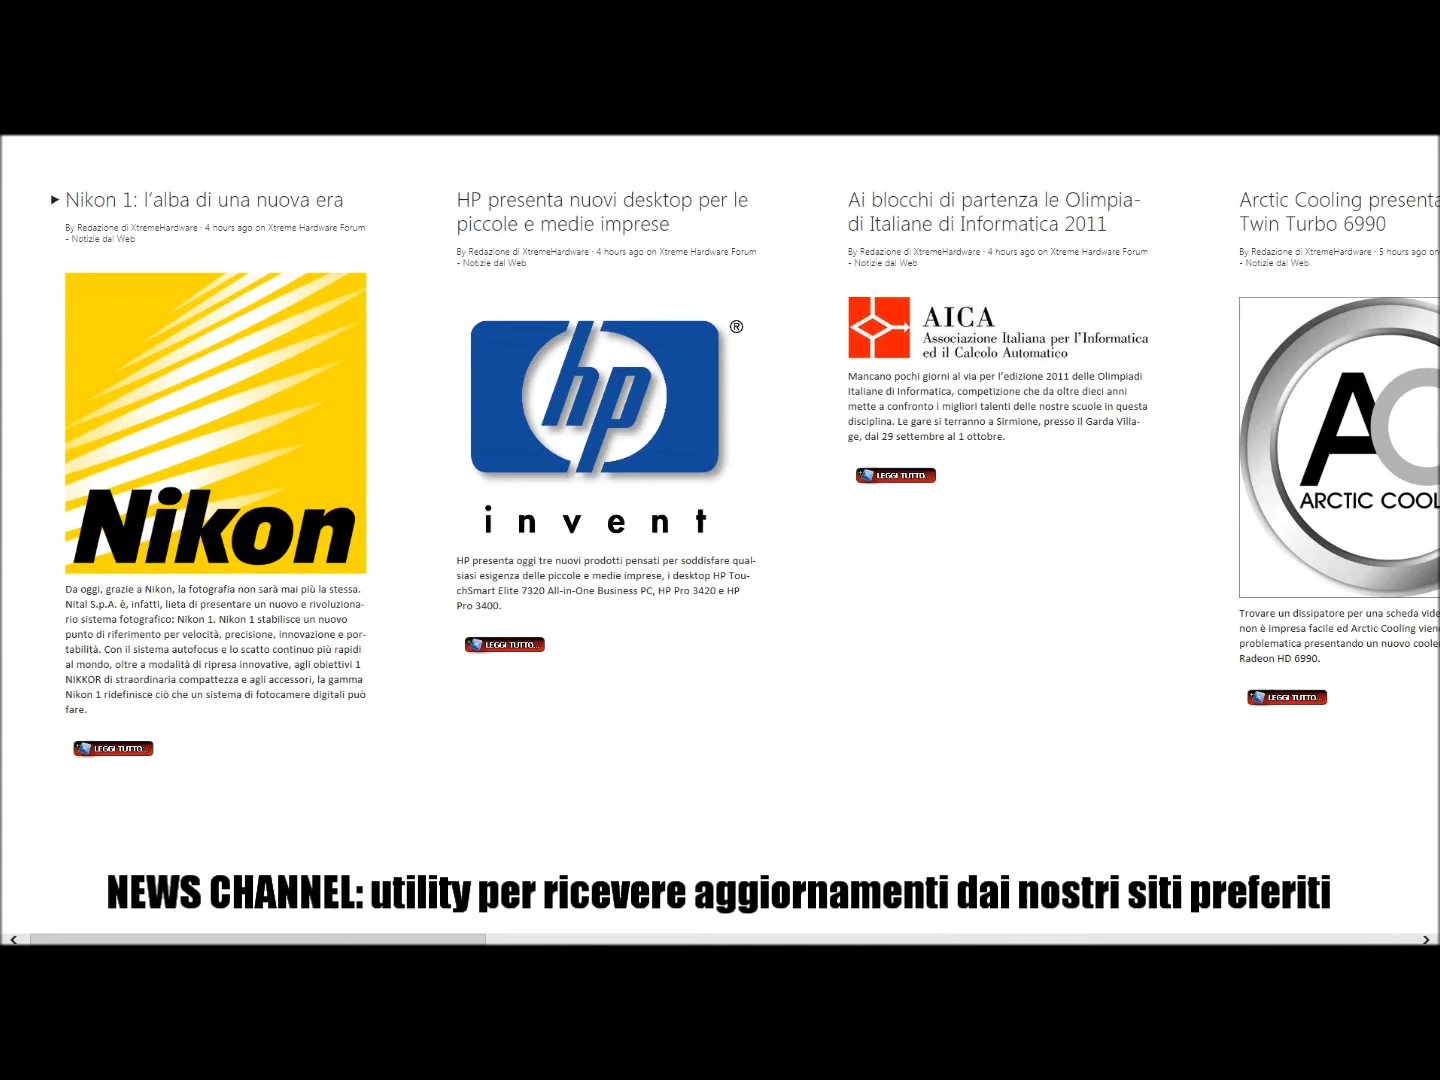 Nikon 1: l'alba di una nuova era
By Redazione di XtremeHardware · 4 hours ago on Xtreme Hardware Forum
- Notizie dal Web
Nikon
Da oggi, grazie a Nikon, la fotografia non sarà mai più la stessa.
Nital S.p.A. è, infatti, lieta di presentare un nuovo e rivoluziona-
rio sistema fotografico: Nikon 1. Nikon 1 stabilisce un nuovo
punto di riferimento per velocità, precisione, innovazione e por-
tabilità. Con il sistema autofocus e lo scatto continuo più rapidi
al mondo, oltre a modalità di ripresa innovative, agli obiettivi 1
NIKKOR di straordinaria compattezza e agli accessori, la gamma
Nikon 1 ridefinisce ciò che un sistema di fotocamere digitali può
fare.
LEGGI TUTTO...
HP presenta nuovi desktop per le
piccole e medie imprese
By Redazione di XtremeHardware · 4 hours ago on Xtreme Hardware Forum
- Notizie dal Web
hp ®
invent
HP presenta oggi tre nuovi prodotti pensati per soddisfare qual-
siasi esigenza delle piccole e medie imprese, i desktop HP Tou-
chSmart Elite 7320 All-in-One Business PC, HP Pro 3420 e HP
Pro 3400.
LEGGI TUTTO...
Ai blocchi di partenza le Olimpia-
di Italiane di Informatica 2011
By Redazione di XtremeHardware · 4 hours ago on Xtreme Hardware Forum
- Notizie dal Web
AICA
Associazione Italiana per l'Informatica
ed il Calcolo Automatico
Mancano pochi giorni al via per l'edizione 2011 delle Olimpiadi
Italiane di Informatica, competizione che da oltre dieci anni
mette a confronto i migliori talenti delle nostre scuole in questa
disciplina. Le gare si terranno a Sirmione, presso il Garda Villa-
ge, dal 29 settembre al 1 ottobre.
LEGGI TUTTO...
Arctic Cooling presenta
Twin Turbo 6990
By Redazione di XtremeHardware · 5 hours ago on
- Notizie dal Web
AC
ARCTIC COOL
Trovare un dissipatore per una scheda vide
non è impresa facile ed Arctic Cooling viene
problematica presentando un nuovo cooler
Radeon HD 6990.
LEGGI TUTTO...
NEWS CHANNEL: utility per ricevere aggiornamenti dai nostri siti preferiti